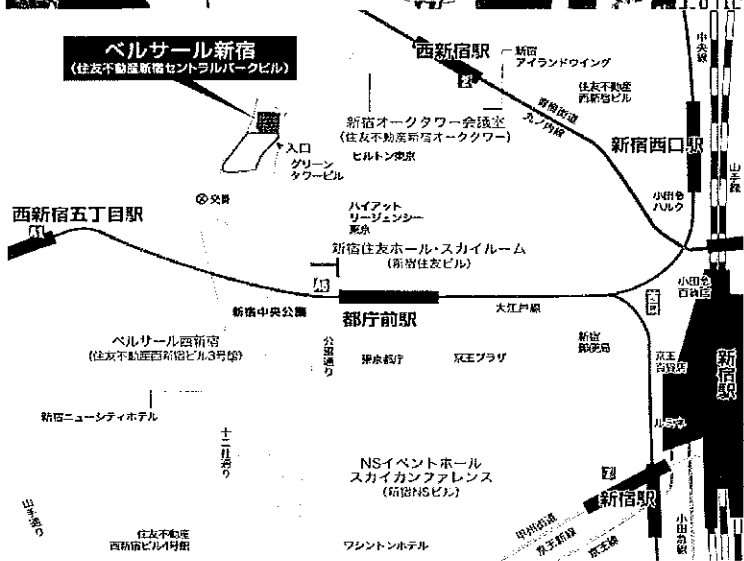 ベルサール新宿
(住友不動産新宿セントラルパークビル)
西新宿駅
新宿
アイランドウイング
住友不動産
西新宿ビル
中央線
新宿オークタワー会議室
(住友不動産新宿オークタワー)
青梅街道
丸ノ内線
新宿西口駅
山手線
入口
グリーン
タワービル
ヒルトン東京
小田急
ハルク
交番
西新宿五丁目駅
A1
ハイアット
リージェンシー
東京
新宿住友ホール・スカイルーム
(新宿住友ビル)
小田急
百貨店
新宿中央公園
都庁前駅
大江戸線
ベルサール西新宿
(住友不動産西新宿ビル3号館)
公園通り
東京都庁
京王プラザ
新宿
郵便局
京王
百貨店
新宿駅
新宿ニューシティホテル
十二社通り
ルミネ
NSイベントホール
スカイカンファレンス
(新宿NSビル)
7
新宿駅
山手通り
住友不動産
西新宿ビル4号館
ワシントンホテル
甲州街道
京王新線
京王線
小田急線